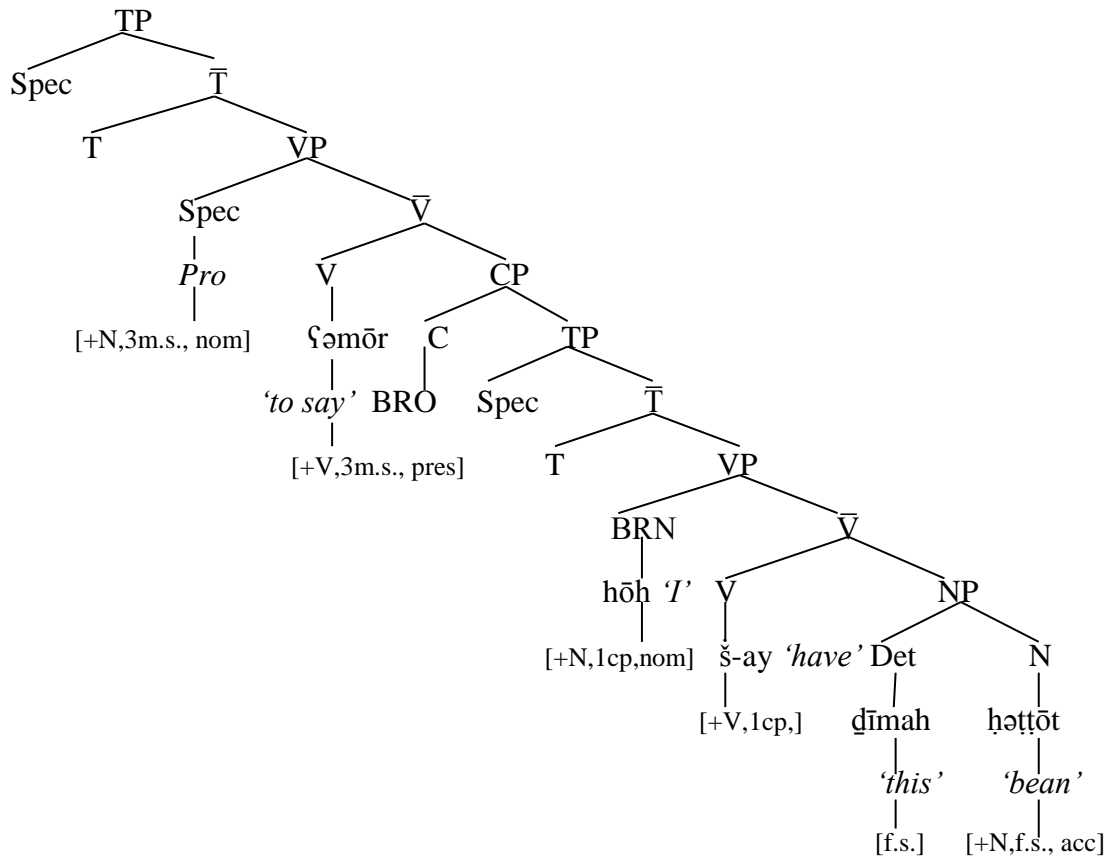 TP
Spec T̅
T VP
Spec V̅
Pro V CP
[+N,3m.s., nom] ʕəmōr C TP
‘to say’ BRO Spec T̅
[+V,3m.s., pres] T VP
BRN V̅
hōh ‘I’ V NP
[+N,1cp,nom] š-ay ‘have’ Det N
[+V,1cp,] ḏīmah ḥəṭṭōt
‘this’ ‘bean’
[f.s.] [+N,f.s., acc]